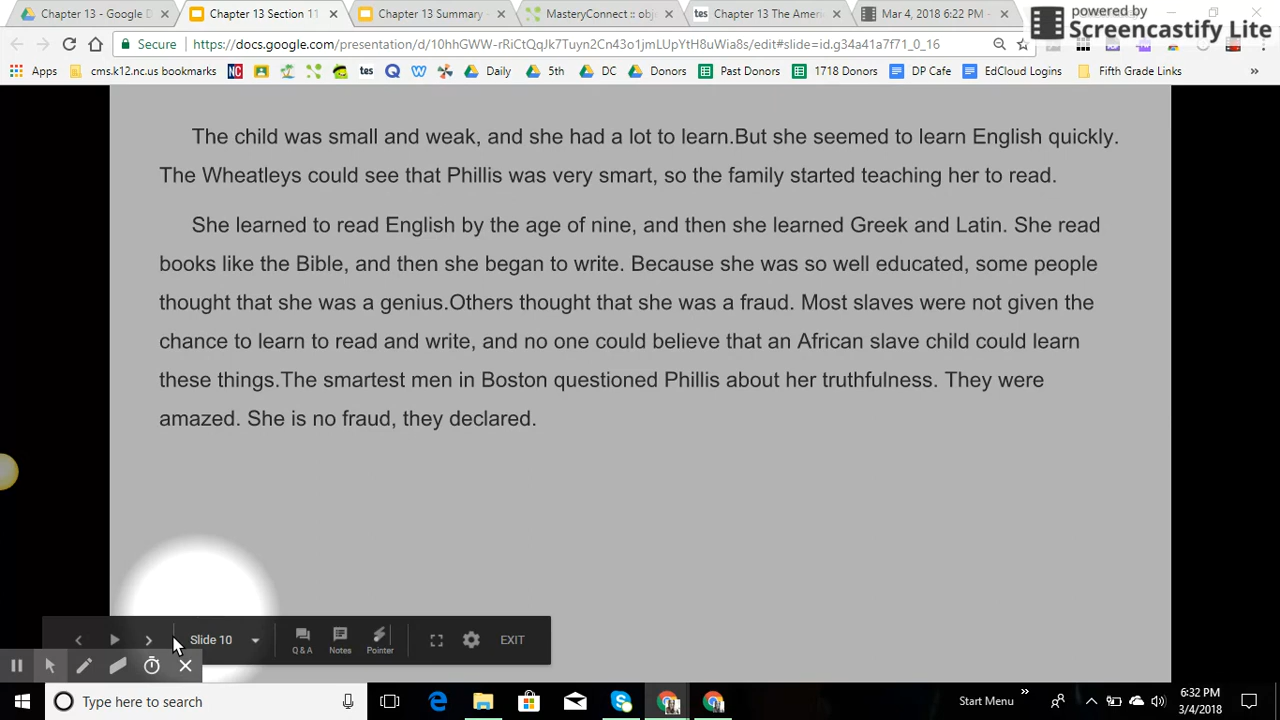 Chapter 13 - Google D
Chapter 13 Section 11
Chapter 13 Summary
MasteryConnect :: obj
tes Chapter 13 The Ameri
Mar 4, 2018 6:22 PM -
powered by
Screencastify Lite
Secure https://docs.google.com/presentation/d/10hhGWW-rRiCtQqJk7Tuyn2Cn43o1jmLUpYtH8uWia8s/edit#slide=id.g34a41a7f71_0_16
Apps cms.k12.nc.us bookmarks NC tes Q W Daily 5th DC Donors Past Donors 1718 Donors DP Cafe EdCloud Logins Fifth Grade Links »
The child was small and weak, and she had a lot to learn.But she seemed to learn English quickly.
The Wheatleys could see that Phillis was very smart, so the family started teaching her to read.
She learned to read English by the age of nine, and then she learned Greek and Latin. She read
books like the Bible, and then she began to write. Because she was so well educated, some people
thought that she was a genius.Others thought that she was a fraud. Most slaves were not given the
chance to learn to read and write, and no one could believe that an African slave child could learn
these things.The smartest men in Boston questioned Phillis about her truthfulness. They were
amazed. She is no fraud, they declared.
Slide 10
Q & A Notes Pointer
EXIT
Type here to search
Start Menu »
6:32 PM
3/4/2018